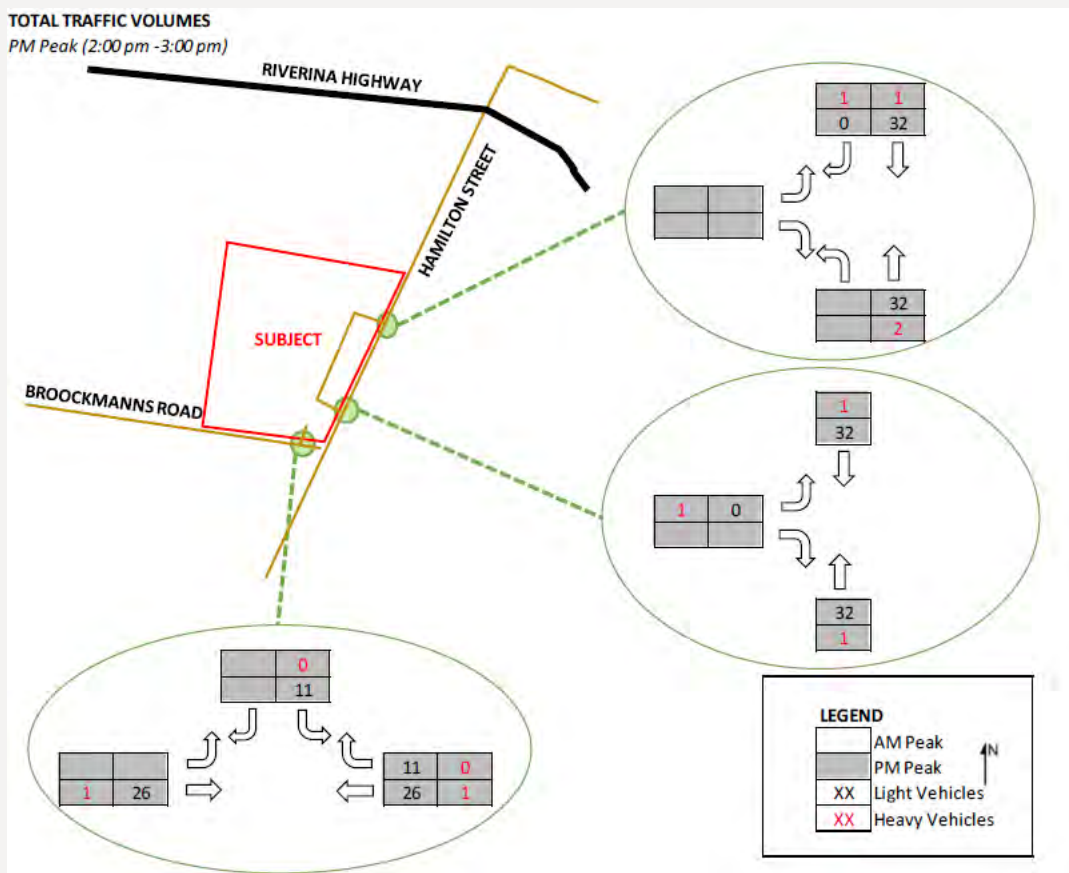 TOTAL TRAFFIC VOLUMES
PM Peak (2:00 pm -3:00 pm)
RIVERINA HIGHWAY
HAMILTON STREET
SUBJECT
BROOCKMANNS ROAD
1 1
0 32
32
2
1
32
1 0
32
1
0
11
1 26
11 0
26 1
LEGEND
AM Peak
PM Peak
XX Light Vehicles
XX Heavy Vehicles
N